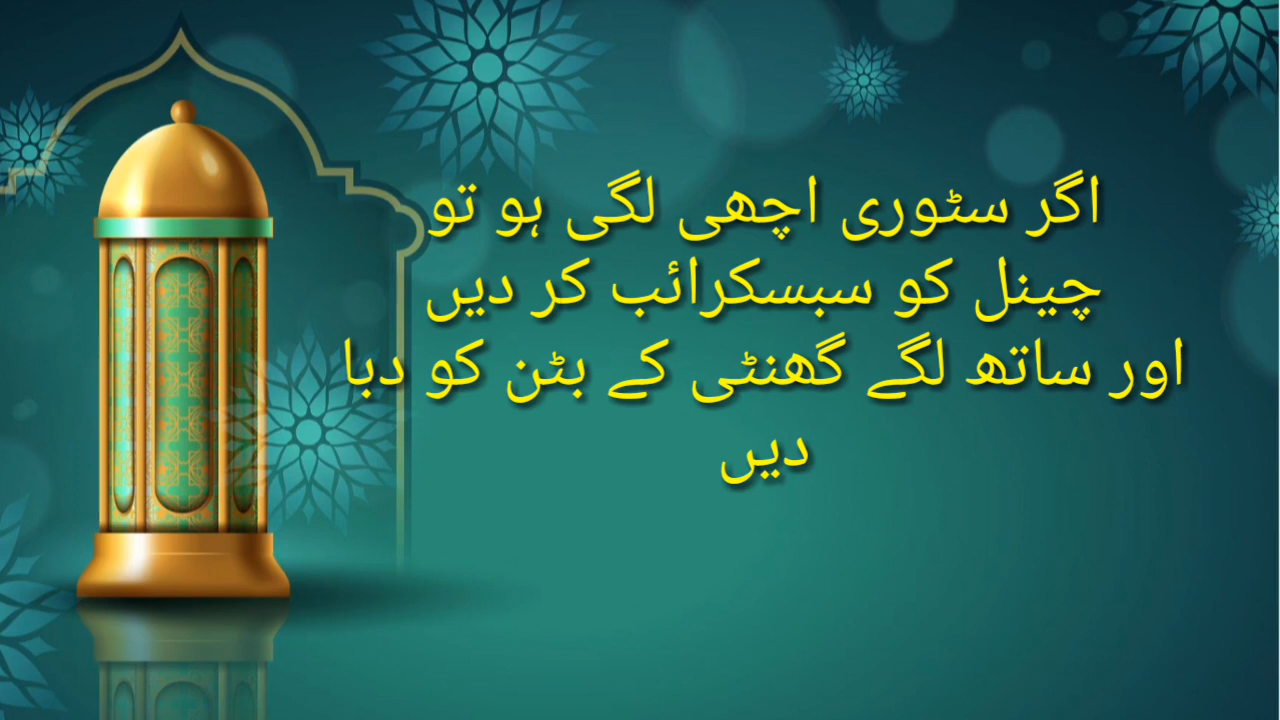 اگر سٹوری اچھی لگی ہو تو
چینل کو سبسکرائب کر دیں
اور ساتھ لگے گھنٹی کے بٹن کو دبا
دیں